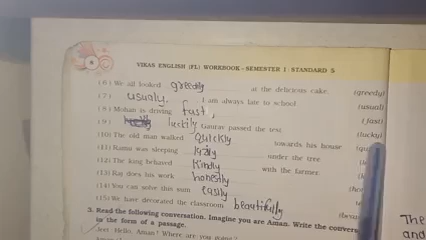 VIKAS ENGLISH (FL) WORKBOOK - SEMESTER I STANDARD 5
(6) We all looked greedily at the delicious cake. (greedy)
(7) usually, I am always late to school (usual)
(8) Mohan is driving fast, (fast)
(9) luckily Gaurav passed the test (lucky)
(10) The old man walked quickly towards his house
(11) Ramu was sleeping lazily under the tree
(12) The king behaved kindly with the farmer
(13) Raj does his work honestly
(14) You can solve this sum easily
(15) We have decorated the classroom beautifully
3. Read the following conversation. Imagine you are Aman. Write the
in the form of a passage.
Hello, Aman! Where are you going?
The
and